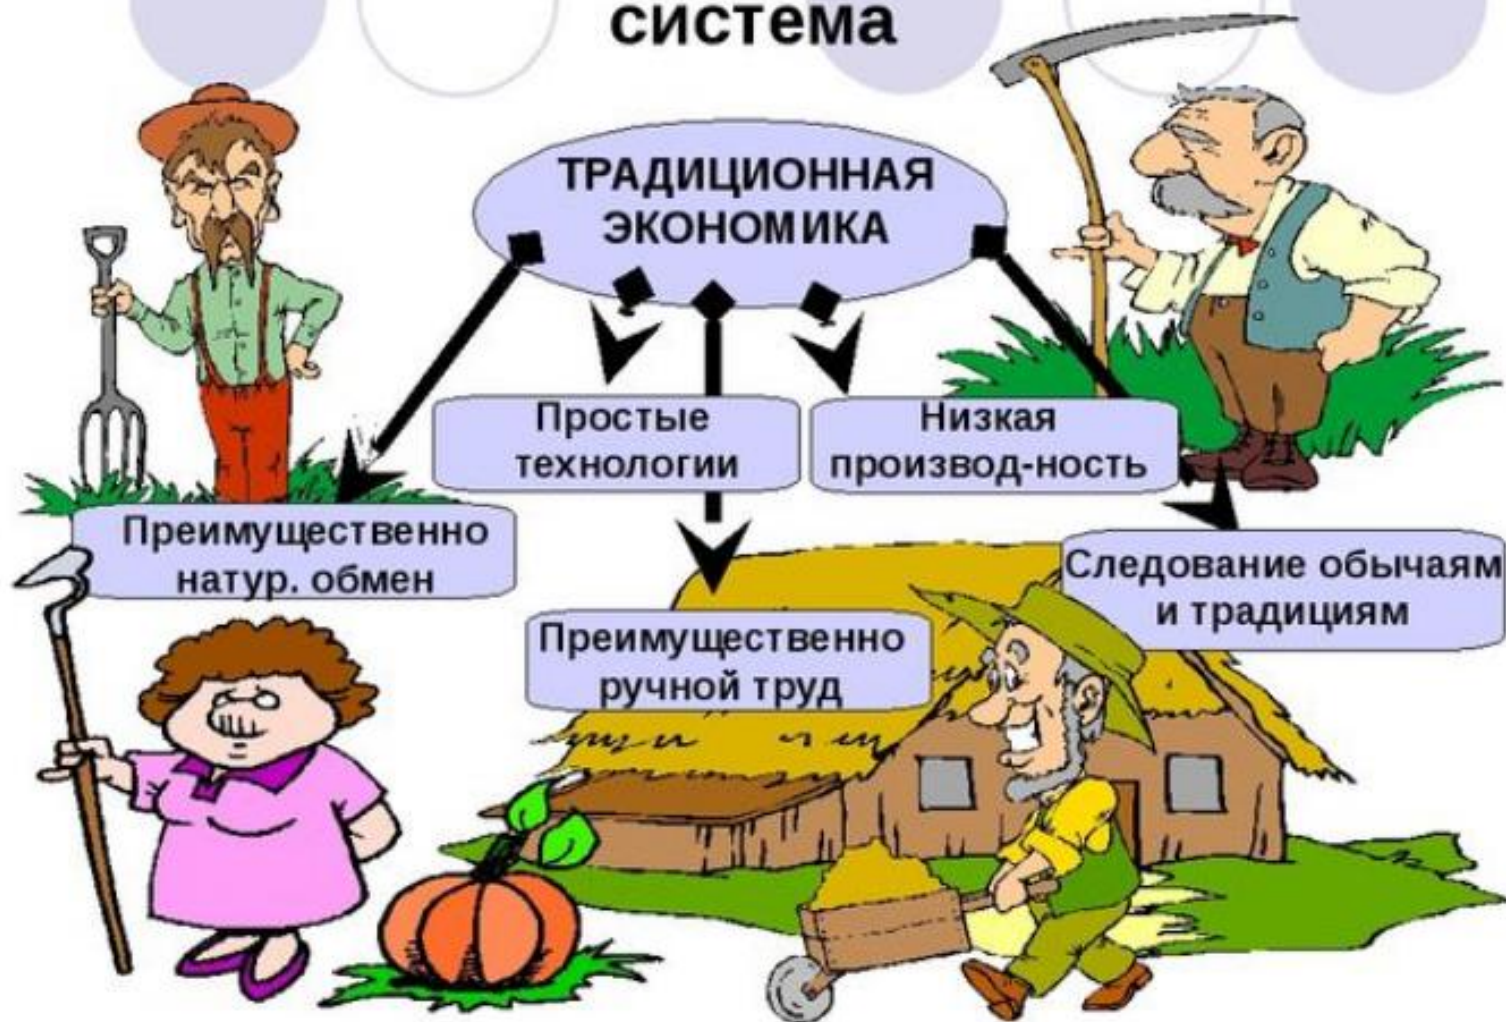 система
ТРАДИЦИОННАЯ
ЭКОНОМИКА
Простые
технологии
Низкая
производ-ность
Преимущественно
натур. обмен
Следование обычаям
и традициям
Преимущественно
ручной труд